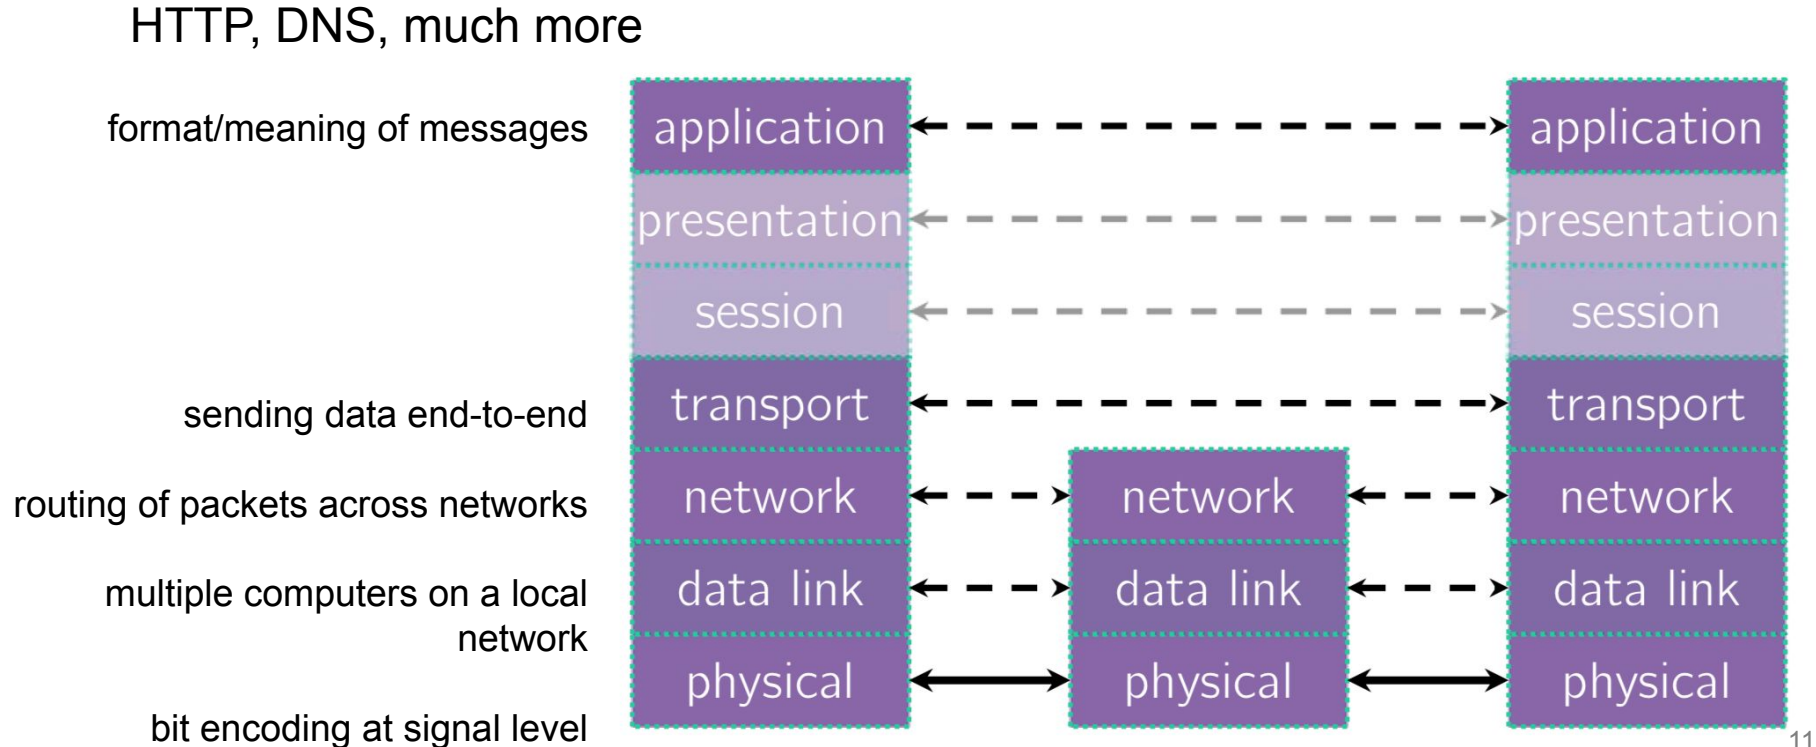 HTTP, DNS, much more
format/meaning of messages
application
application
presentation
presentation
session
session
sending data end-to-end
transport
transport
routing of packets across networks
network
network
network
multiple computers on a local
network
data link
data link
data link
physical
physical
physical
bit encoding at signal level
11